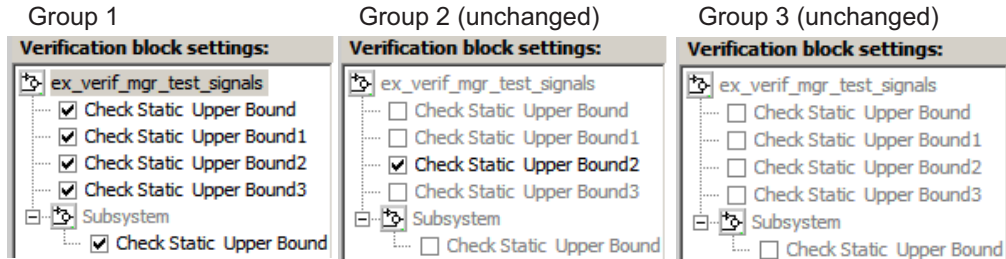 Group 1
Verification block settings:
ex_verif_mgr_test_signals
Check Static Upper Bound
Check Static Upper Bound1
Check Static Upper Bound2
Check Static Upper Bound3
Subsystem
Check Static Upper Bound
Group 2 (unchanged)
Verification block settings:
ex_verif_mgr_test_signals
Check Static Upper Bound
Check Static Upper Bound1
Check Static Upper Bound2
Check Static Upper Bound3
Subsystem
Check Static Upper Bound
Group 3 (unchanged)
Verification block settings:
ex_verif_mgr_test_signals
Check Static Upper Bound
Check Static Upper Bound1
Check Static Upper Bound2
Check Static Upper Bound3
Subsystem
Check Static Upper Bound